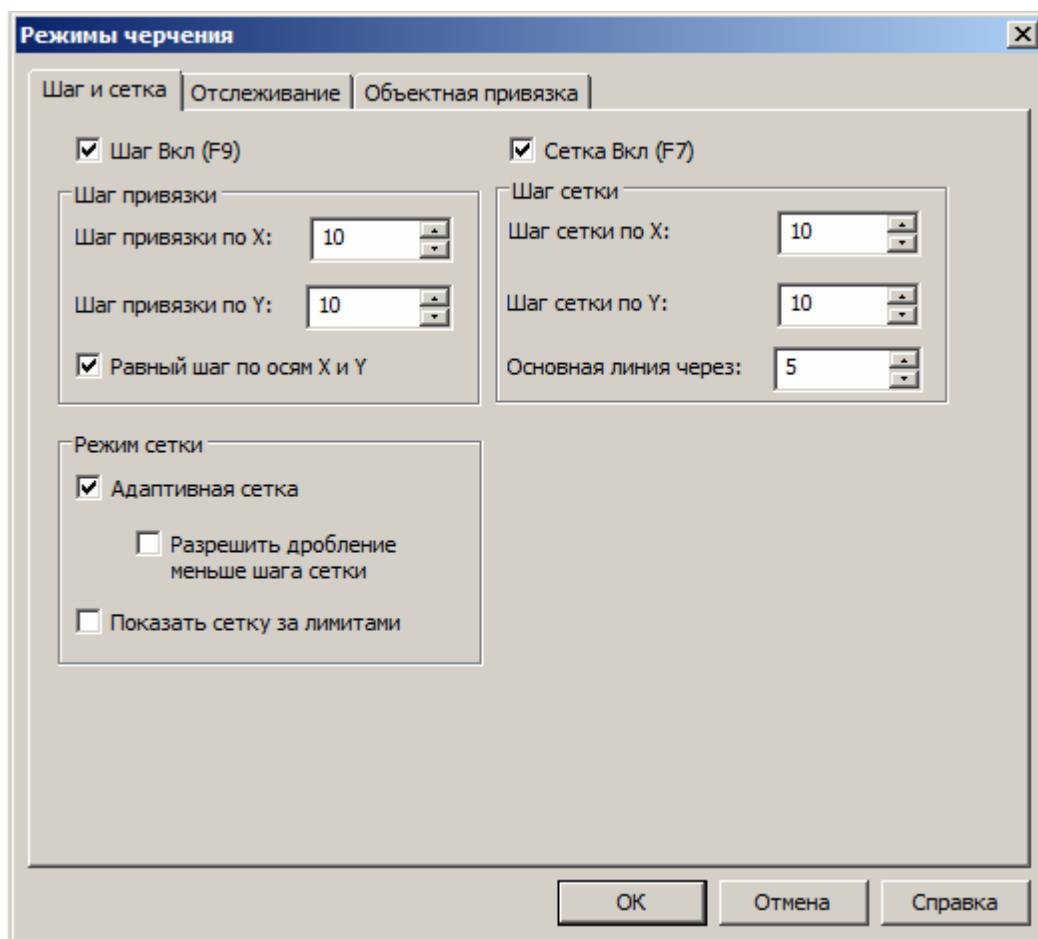 Режимы черчения
Шаг и сетка
Отслеживание
Объектная привязка
Шаг Вкл (F9)
Сетка Вкл (F7)
Шаг привязки
Шаг привязки по X: 10
Шаг привязки по Y: 10
Равный шаг по осям X и Y
Шаг сетки
Шаг сетки по X: 10
Шаг сетки по Y: 10
Основная линия через: 5
Режим сетки
Адаптивная сетка
Разрешить дробление
меньше шага сетки
Показать сетку за лимитами
ОК
Отмена
Справка